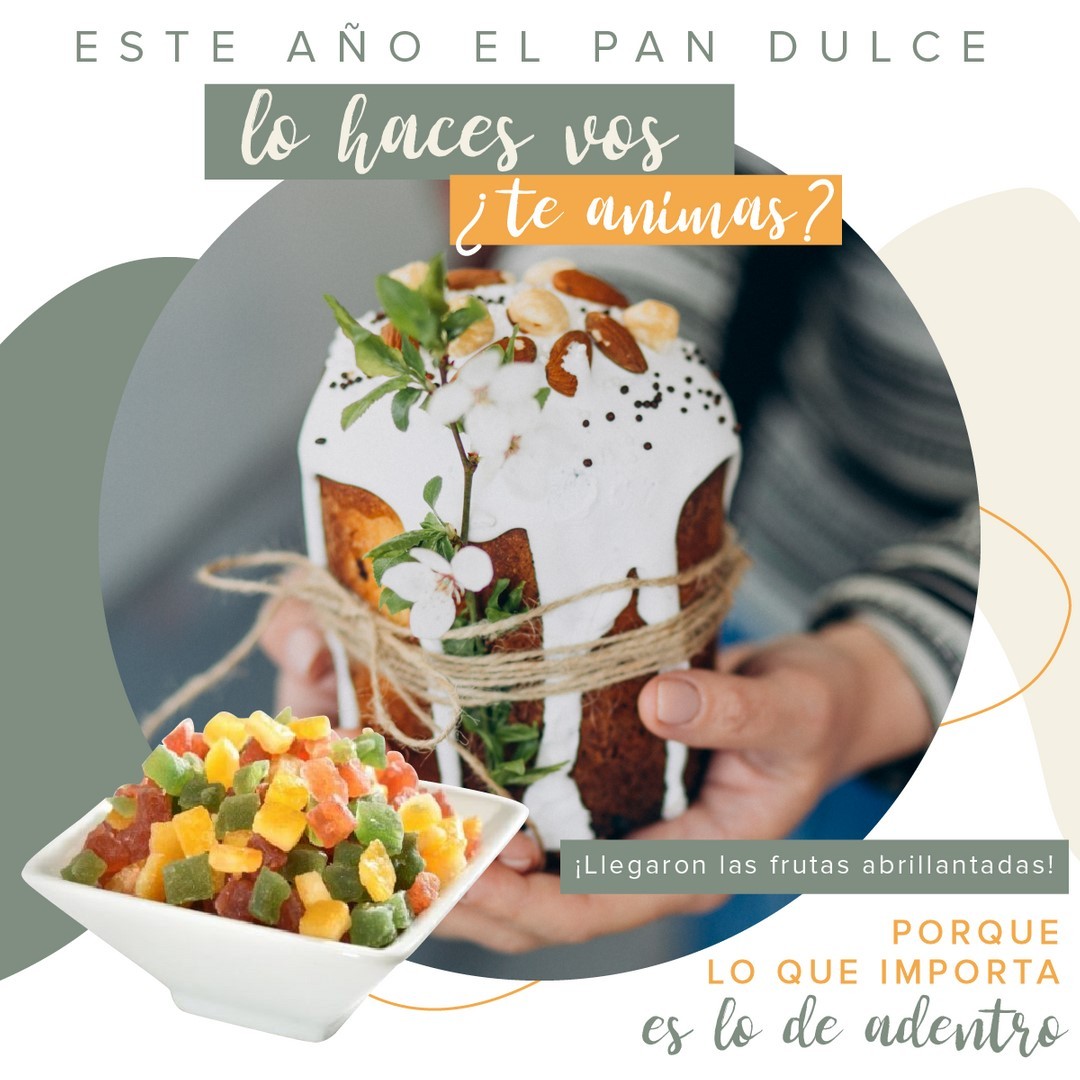 ESTE AÑO EL PAN DULCE
lo haces vos
¿te animas?
¡Llegaron las frutas abrillantadas!
PORQUE
LO QUE IMPORTA
es lo de adentro